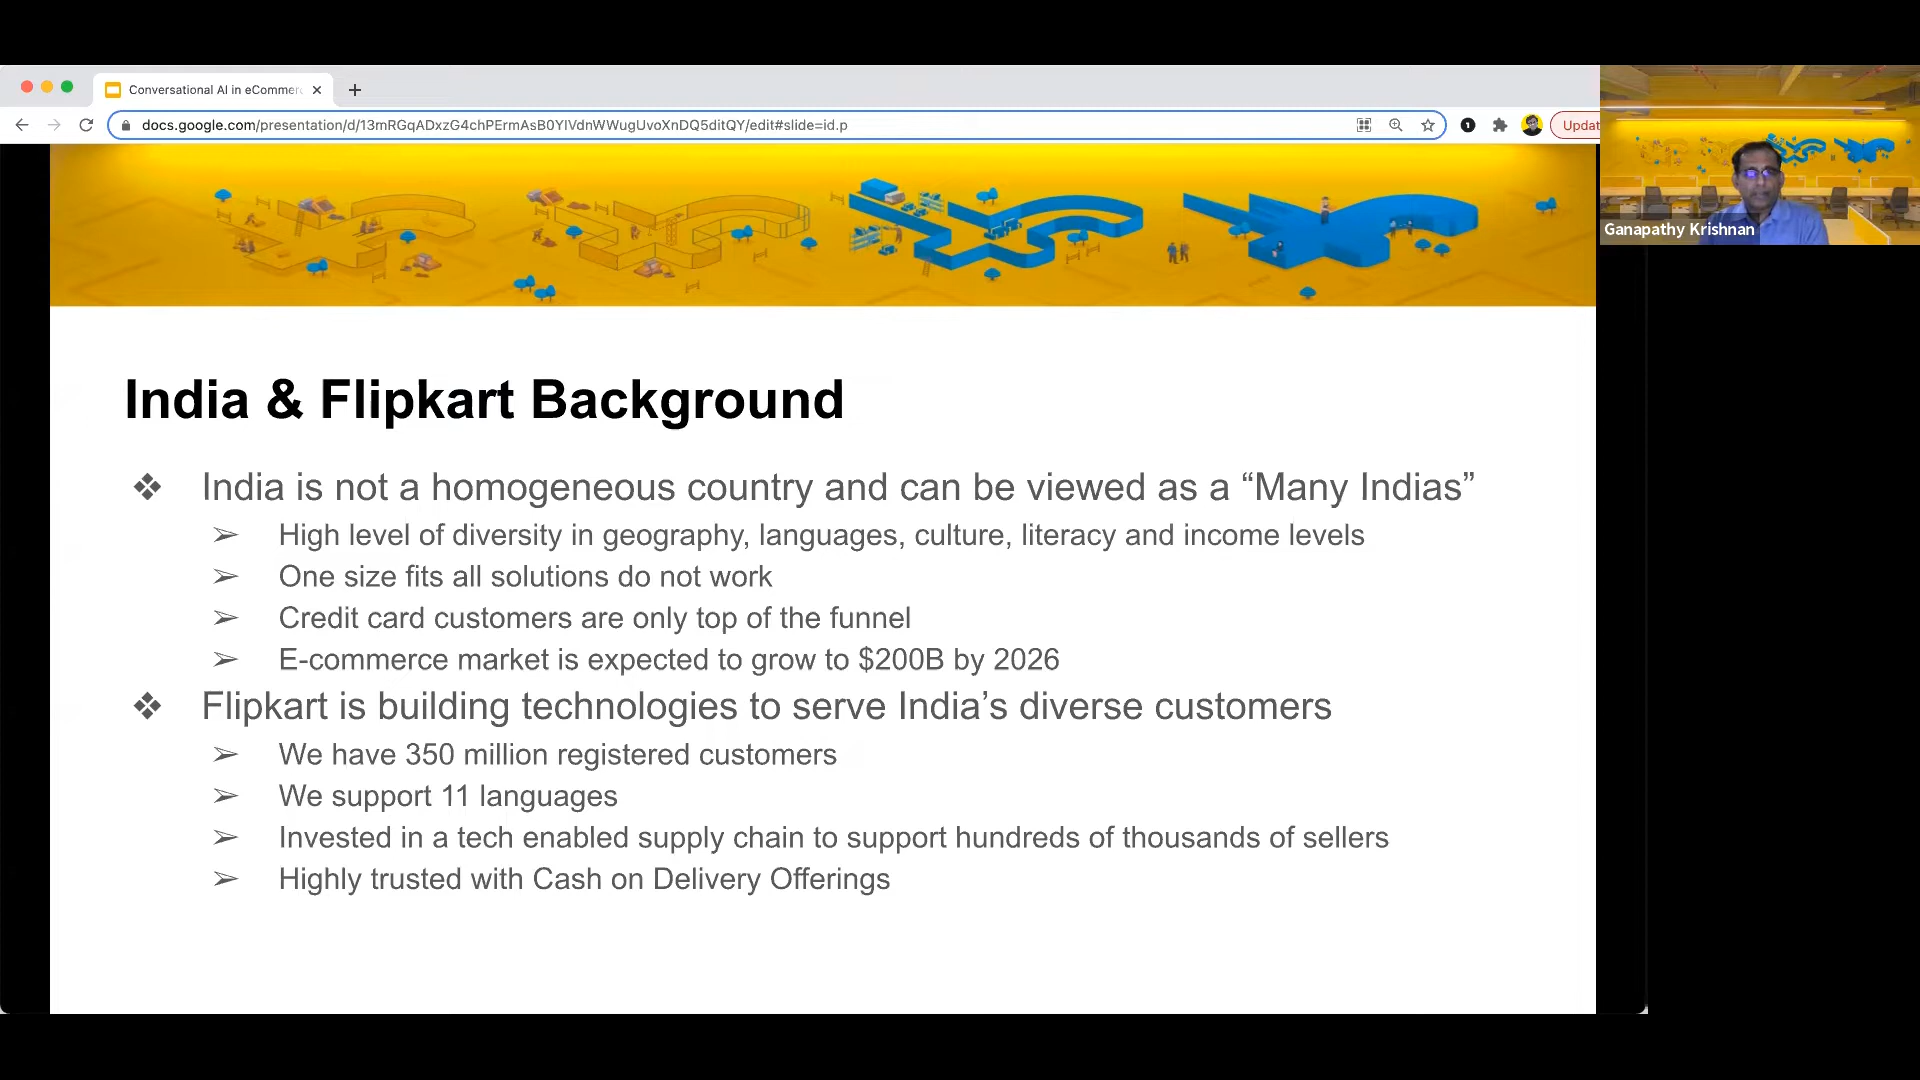 Conversational AI in eCommer
docs.google.com/presentation/d/13mRGqADxzG4chPErmAsB0YIVdnWWugUvoXnDQ5ditQY/edit#slide=id.p
Updat
Ganapathy Krishnan
India & Flipkart Background
❖ India is not a homogeneous country and can be viewed as a “Many Indias”
➢ High level of diversity in geography, languages, culture, literacy and income levels
➢ One size fits all solutions do not work
➢ Credit card customers are only top of the funnel
➢ E-commerce market is expected to grow to $200B by 2026
❖ Flipkart is building technologies to serve India’s diverse customers
➢ We have 350 million registered customers
➢ We support 11 languages
➢ Invested in a tech enabled supply chain to support hundreds of thousands of sellers
➢ Highly trusted with Cash on Delivery Offerings